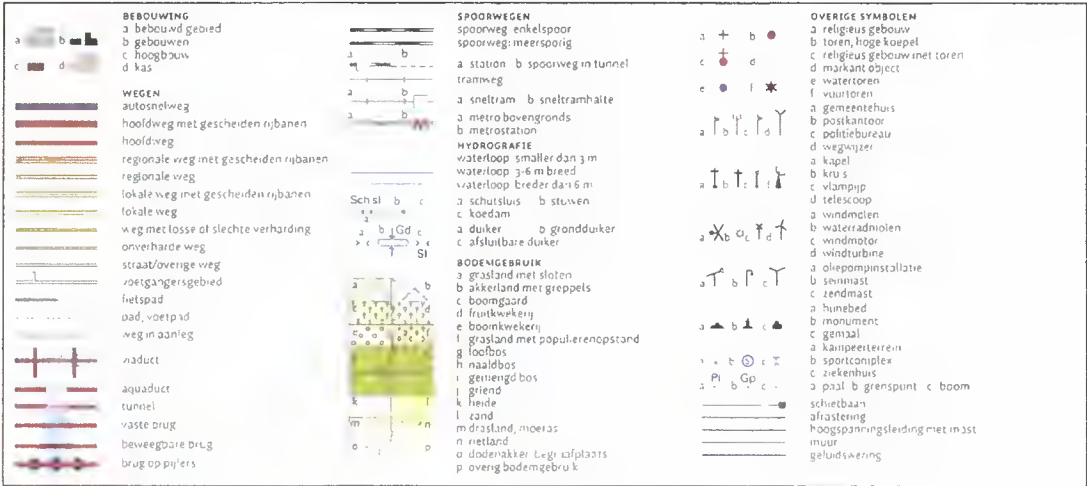 BEBOUWING
a bebouwd gebied
b gebouwen
c hoogbouw
d kas
a b
c d
WEGEN
autosnelweg
hoofdweg met gescheiden rijbanen
hoofdweg
regionale weg met gescheiden rijbanen
regionale weg
lokale weg met gescheiden rijbanen
lokale weg
weg met losse of slechte verharding
onverharde weg
straat/overige weg
voetgangersgebied
fietspad
pad, voetpad
weg in aanleg
viaduct
aquaduct
tunnel
vaste brug
beweegbare brug
brug op pijlers
SPOORWEGEN
spoorweg enkelspoor
spoorweg: meersporig
a b
a station b spoorweg in tunnel
tramweg
a b
a sneltram b sneltramhalte
a b
a metro bovengronds
b metrostation
HYDROGRAFIE
waterloop smaller dan 3 m
waterloop 3-6 m breed
waterloop breder dan 6 m
Schsl b c
a
a schutsluis b stuwen
c koedam
a b Gd c
Sl
a duiker b grondduiker
c afsluitbare duiker
BODEMGEBRUIK
a grasland met sloten
b akkerland met greppels
c boomgaard
d fruitkwekerij
e boomkwekerij
f grasland met populierenopstand
g loofbos
h naaldbos
i gemengd bos
j griend
k heide
l zand
m drasland, moeras
n rietland
o dodenakker begraafplaats
p overig bodemgebruik
a b
c d
k l
m n
o p
OVERIGE SYMBOLEN
a religieus gebouw
b toren, hoge koepel
c religieus gebouw met toren
d markant object
e watertoren
f vuurtoren
a b
c d
e f
a gemeentehuis
b postkantoor
c politiebureau
d wegwijzer
a b c d
a kapel
b kruis
c vlampijp
d telescoop
a b c
a windmolen
b watermolen
c windmotor
d windturbine
a b c d
a oliepompinstallatie
b seinmast
c zendmast
a b c
a hunebed
b monument
c gemaal
a b c
a kampeerterrein
b sportcomplex
c ziekenhuis
S c
Pl Gp
a b c
a paal b grenspunt c boom
schietbaan
afrastering
hoogspanningsleiding met mast
muur
geluidswering